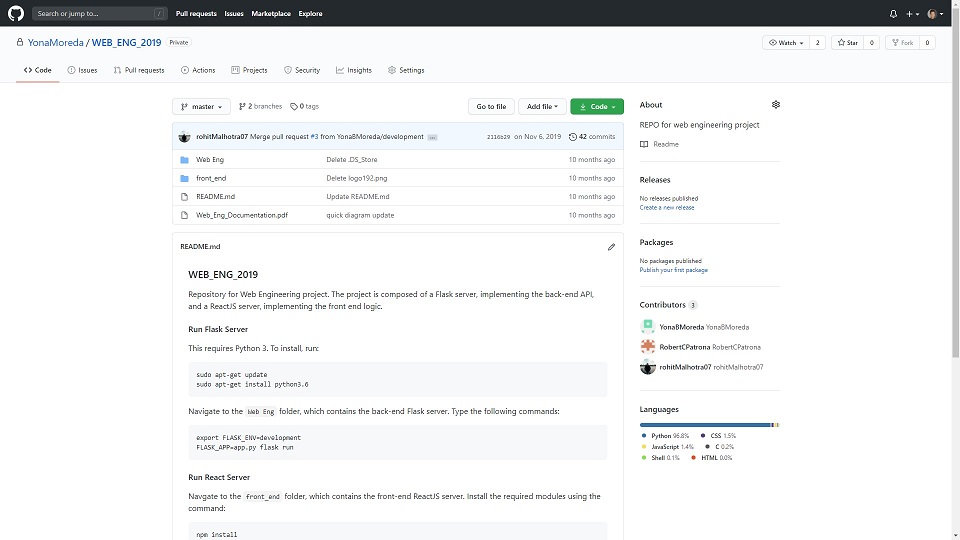 Search or jump to... /
Pull requests Issues Marketplace Explore
YonaMoreda / WEB_ENG_2019 Private
Watch 2 Star 0 Fork 0
Code Issues Pull requests Actions Projects Security Insights Settings
master 2 branches 0 tags Go to file Add file Code
rohitMalhotra07 Merge pull request #3 from YonaBMoreda/development ... 2116b29 on Nov 6, 2019 42 commits
Web Eng Delete .DS_Store 10 months ago
front_end Delete logo192.png 10 months ago
README.md Update README.md 10 months ago
Web_Eng_Documentation.pdf quick diagram update 10 months ago
README.md
WEB_ENG_2019
Repository for Web Engineering project. The project is composed of a Flask server, implementing the back-end API,
and a ReactJS server, implementing the front end logic.
Run Flask Server
This requires Python 3. To install, run:
sudo apt-get update
sudo apt-get install python3.6
Navigate to the Web Eng folder, which contains the back-end Flask server. Type the following commands:
export FLASK_ENV=development
FLASK_APP=app.py flask run
Run React Server
Navgate to the front_end folder, which contains the front-end ReactJS server. Install the required modules using the
command:
npm install
About
REPO for web engineering project
Readme
Releases
No releases published
Create a new release
Packages
No packages published
Publish your first package
Contributors 3
YonaBMoreda YonaBMoreda
RobertCPatrona RobertCPatrona
rohitMalhotra07 rohitMalhotra07
Languages
Python 96.8% CSS 1.5%
JavaScript 1.4% C 0.2%
Shell 0.1% HTML 0.0%